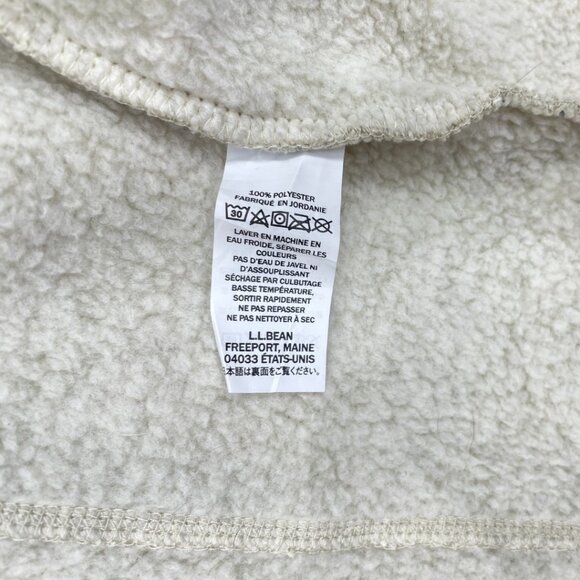 100% POLYESTER
FABRIQUÉ EN JORDANIE
30
LAVER EN MACHINE EN
EAU FROIDE, SÉPARER LES
COULEURS
PAS D'EAU DE JAVEL NI
D'ASSOUPLISSANT
SÉCHAGE PAR CULBUTAGE
BASSE TEMPÉRATURE,
SORTIR RAPIDEMENT
NE PAS REPASSER
NE PAS NETTOYER À SEC
L.L.BEAN
FREEPORT, MAINE
04033 ÉTATS-UNIS
日本語は裏面をご覧ください。